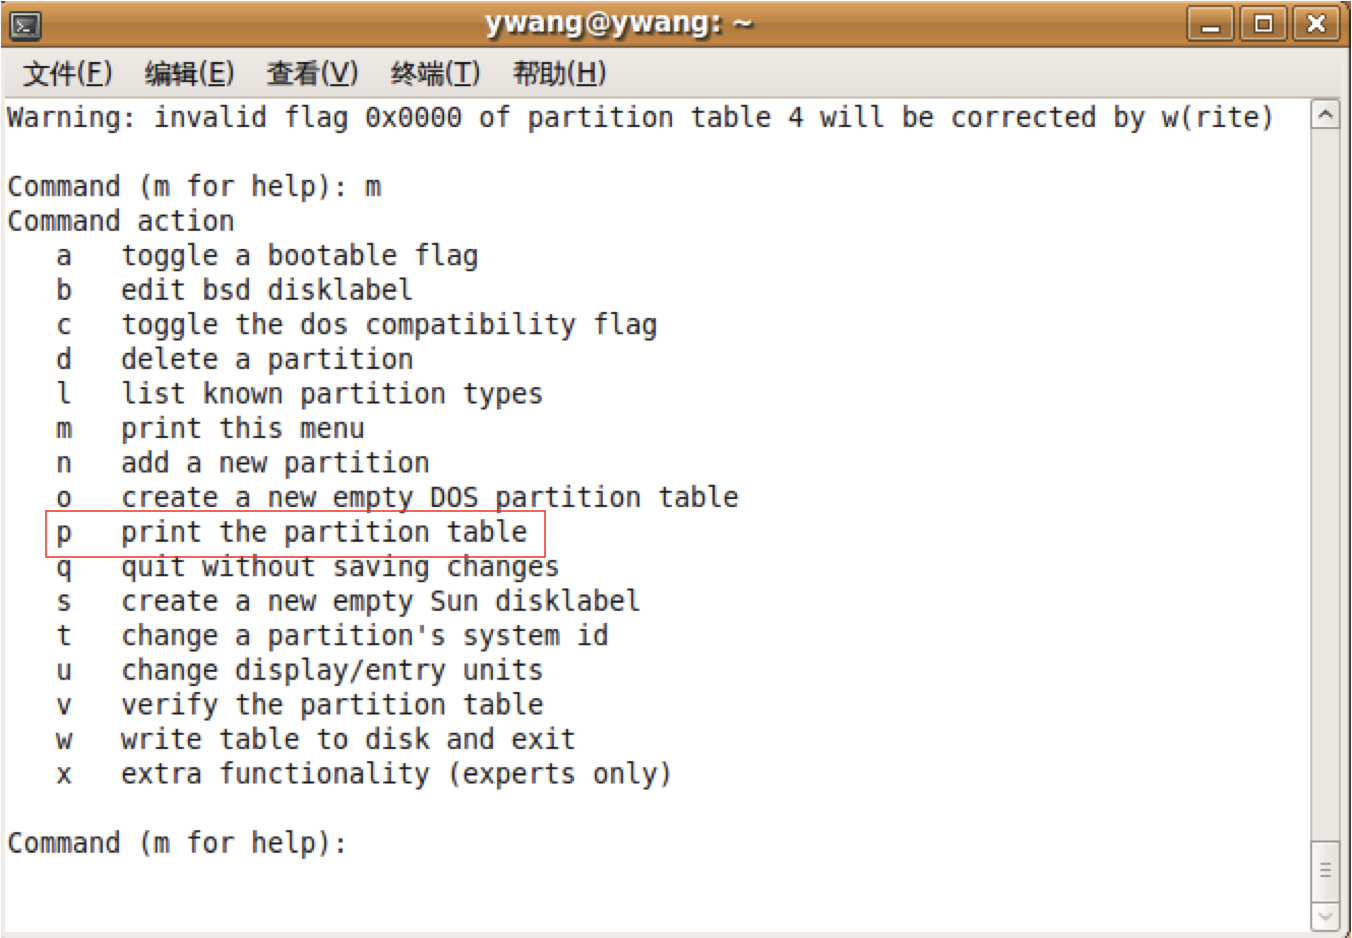 ywang@ywang: ~
文件(F) 编辑(E) 查看(V) 终端(T) 帮助(H)
Warning: invalid flag 0x0000 of partition table 4 will be corrected by w(rite)
Command (m for help): m
Command action
a toggle a bootable flag
b edit bsd disklabel
c toggle the dos compatibility flag
d delete a partition
l list known partition types
m print this menu
n add a new partition
o create a new empty DOS partition table
p print the partition table
q quit without saving changes
s create a new empty Sun disklabel
t change a partition's system id
u change display/entry units
v verify the partition table
w write table to disk and exit
x extra functionality (experts only)
Command (m for help):